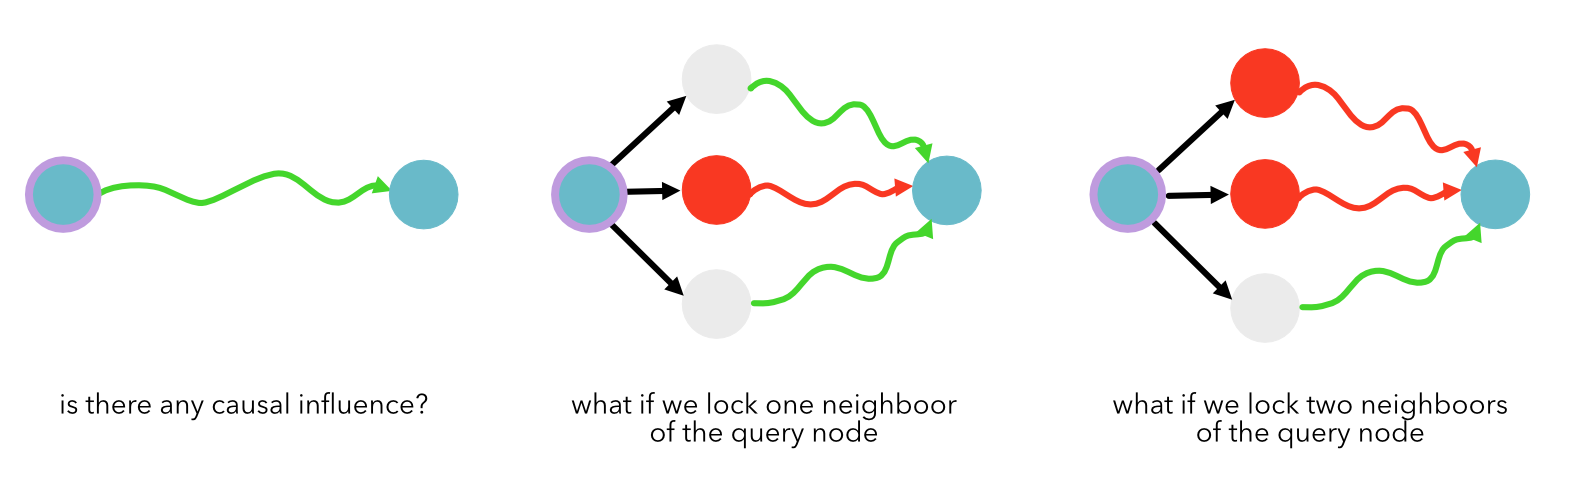 is there any causal influence?
what if we lock one neighboor
of the query node
what if we lock two neighboors
of the query node